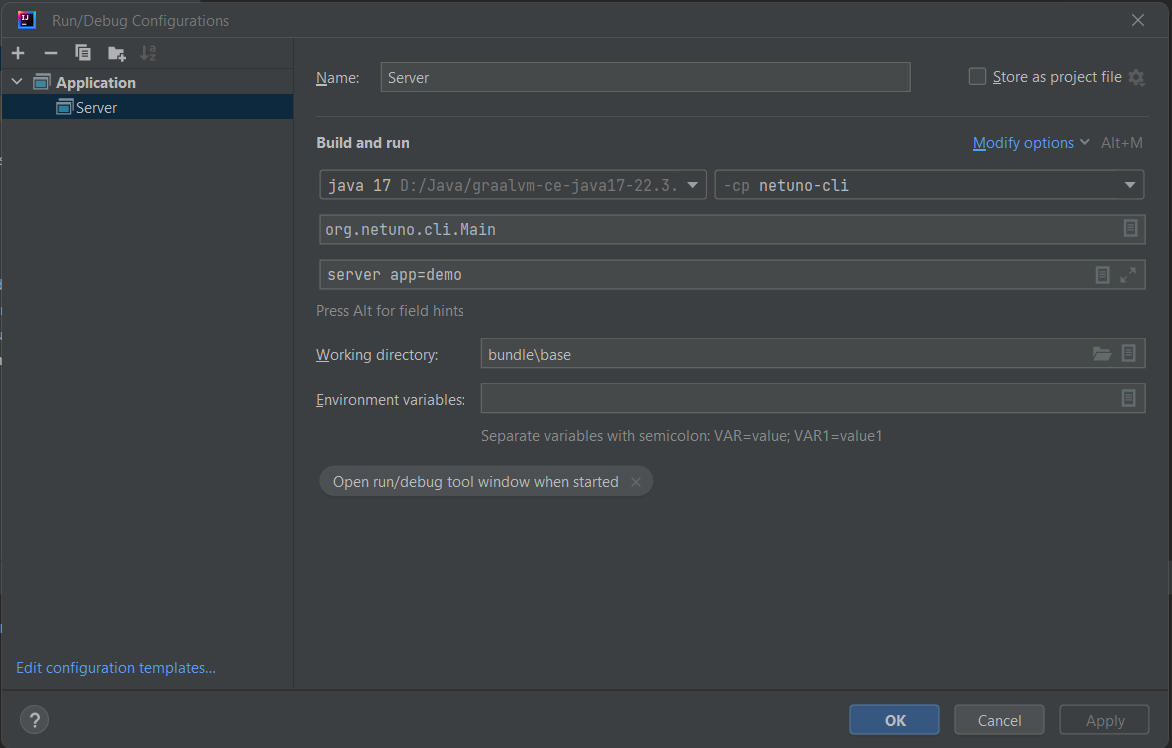 Run/Debug Configurations
Application
Server
Name: Server
Store as project file
Build and run
Modify options Alt+M
java 17 D:/Java/graalvm-ce-java17-22.3.
-cp netuno-cli
org.netuno.cli.Main
server app=demo
Press Alt for field hints
Working directory: bundle\base
Environment variables:
Separate variables with semicolon: VAR=value; VAR1=value1
Open run/debug tool window when started
Edit configuration templates...
?
OK Cancel Apply